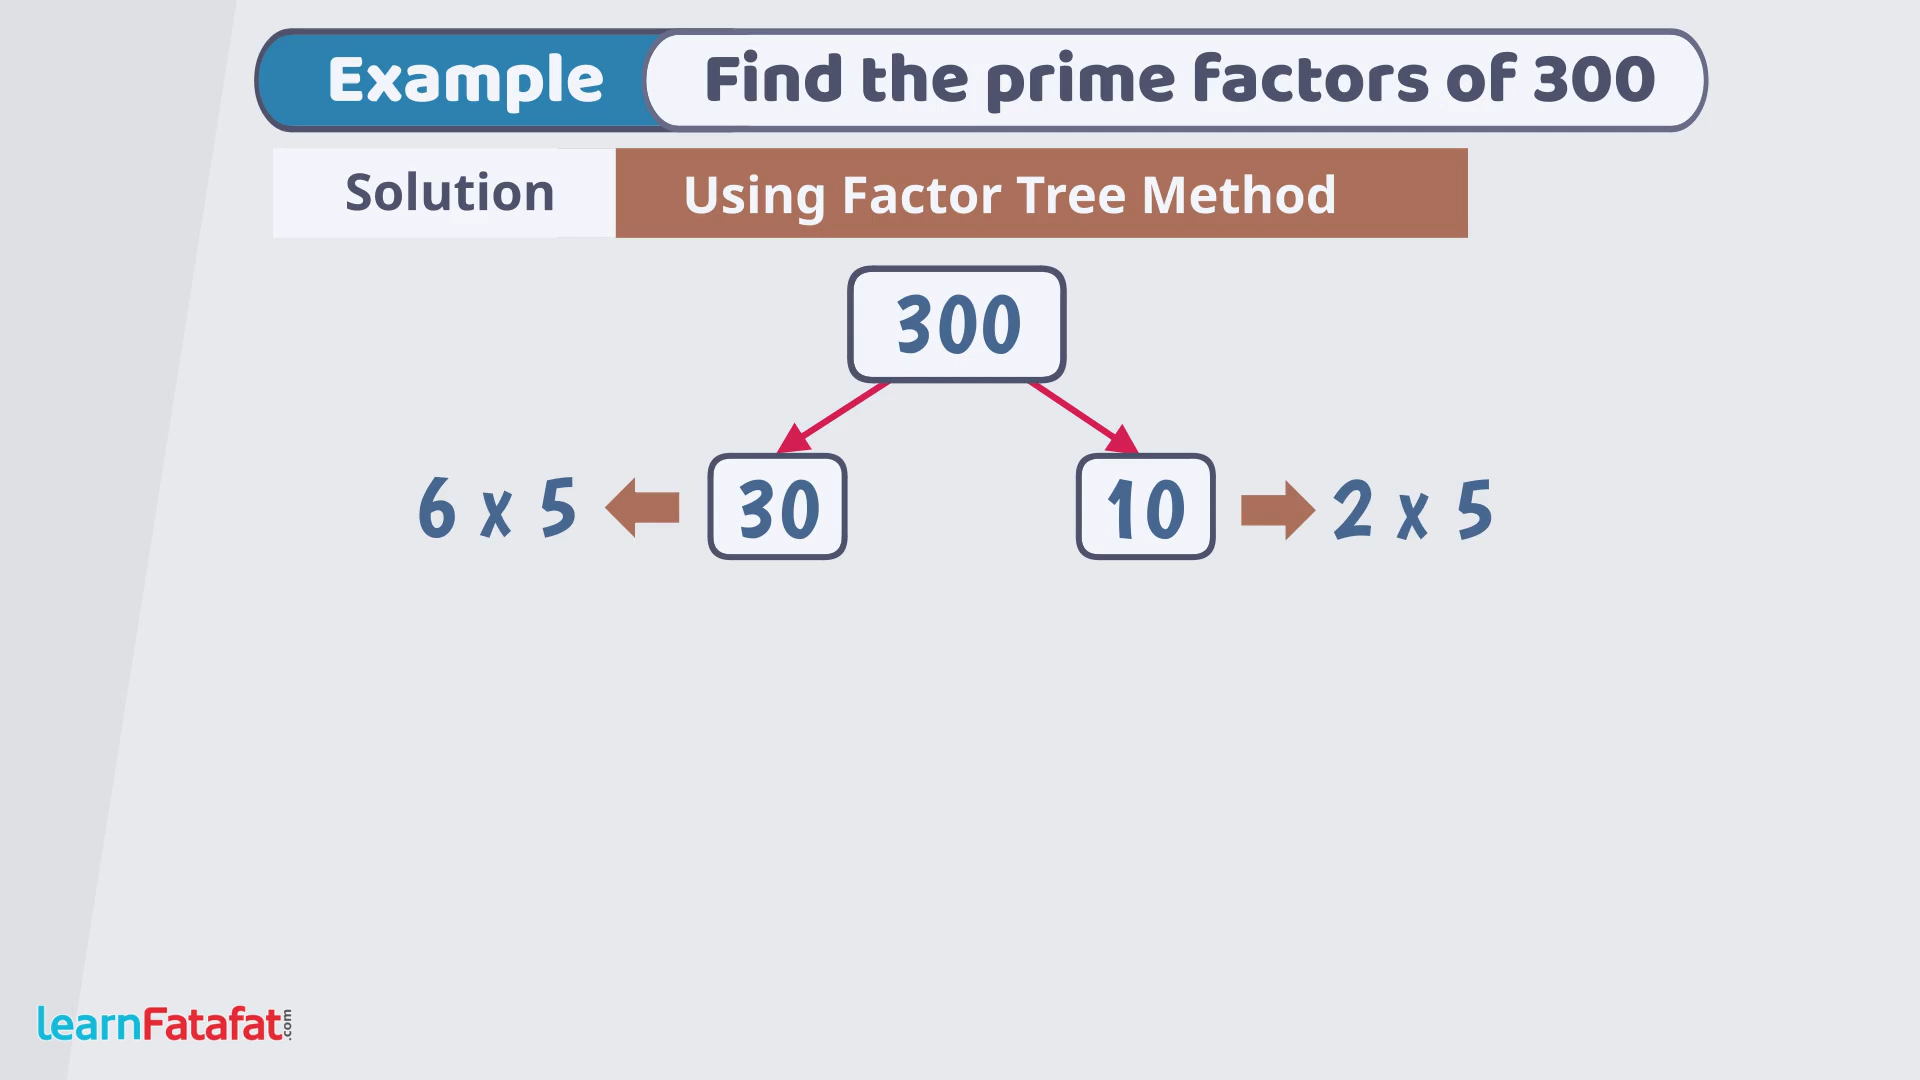 Example Find the prime factors of 300
Solution Using Factor Tree Method
300
6 x 5 30 10 2 x 5
learnFatafat.com